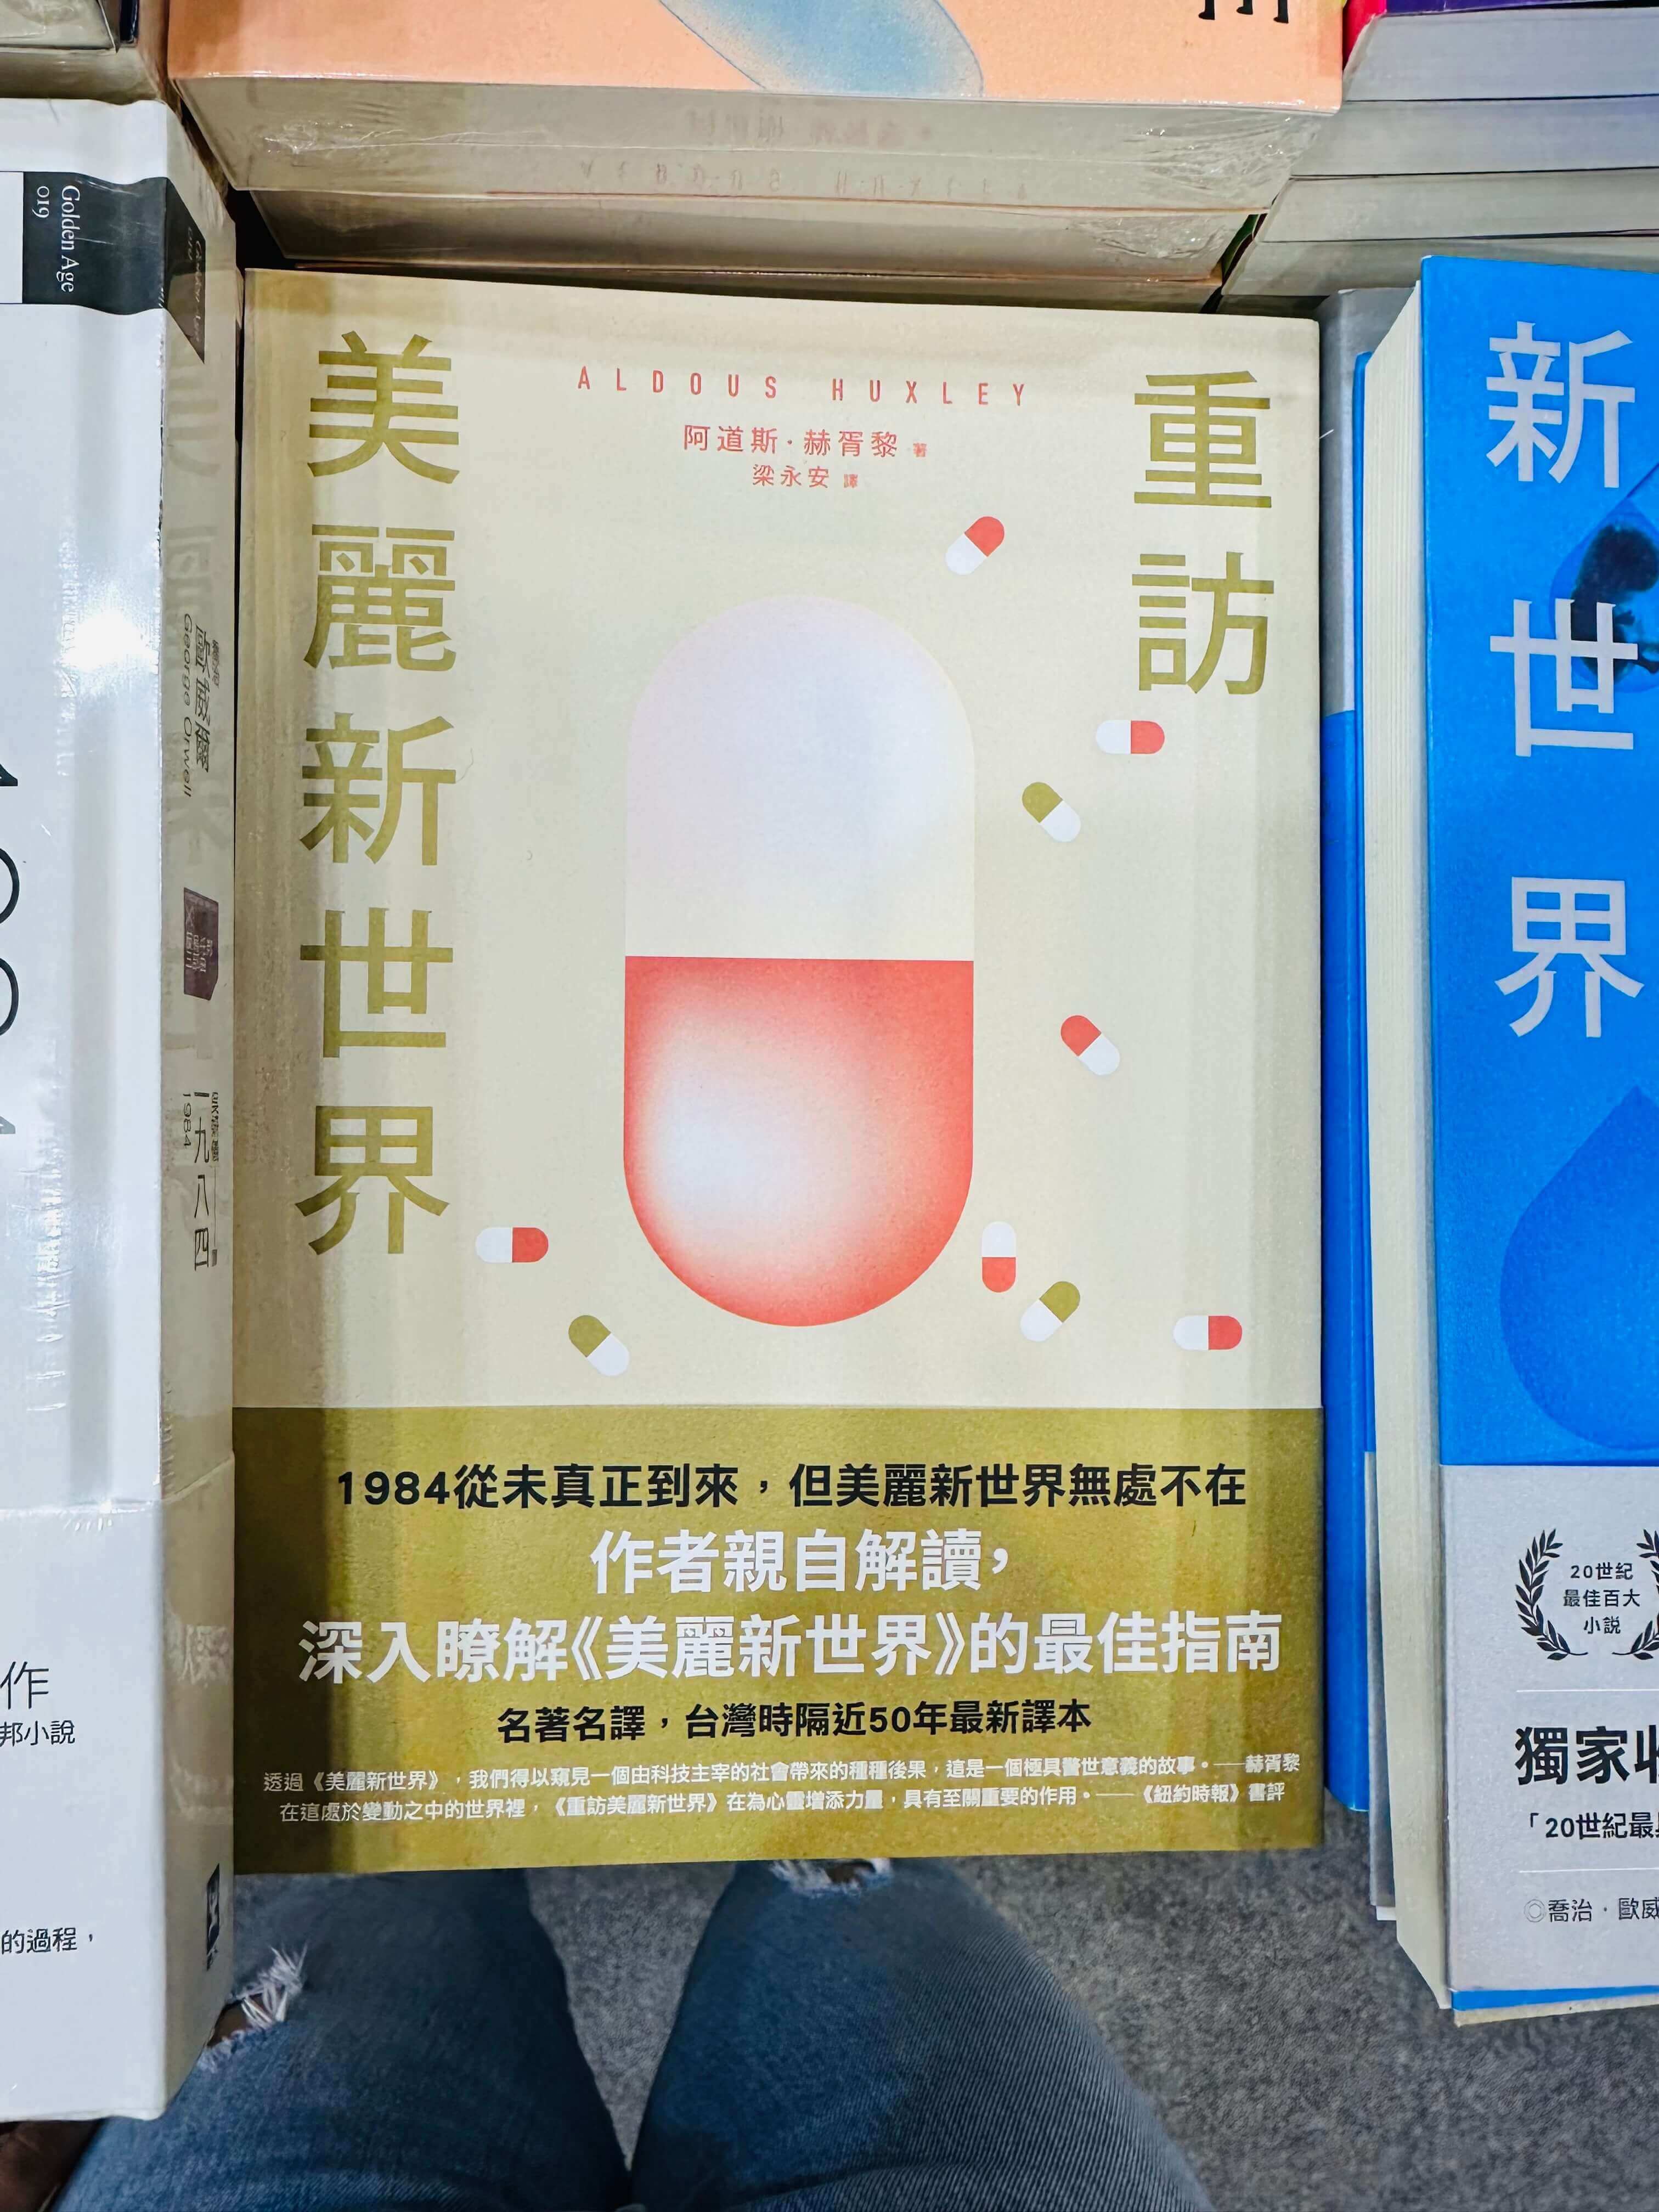 Golden Age
019
歐威爾
George Orwell
一九八四
1984
作
邦小說
的過程，
重訪
美麗新世界
ALDOUS HUXLEY
阿道斯·赫胥黎 著
梁永安 譯
1984從未真正到來，但美麗新世界無處不在
作者親自解讀，
深入瞭解《美麗新世界》的最佳指南
名著名譯，台灣時隔近50年最新譯本
透過《美麗新世界》，我們得以窺見一個由科技主宰的社會帶來的種種後果，這是一個極具警世意義的故事。——赫胥黎
在這處於變動之中的世界裡，《重訪美麗新世界》在為心靈增添力量，具有至關重要的作用。——《紐約時報》書評
新世界
20世紀
最佳百大
小說
獨家收
「20世紀最
◎喬治·歐威